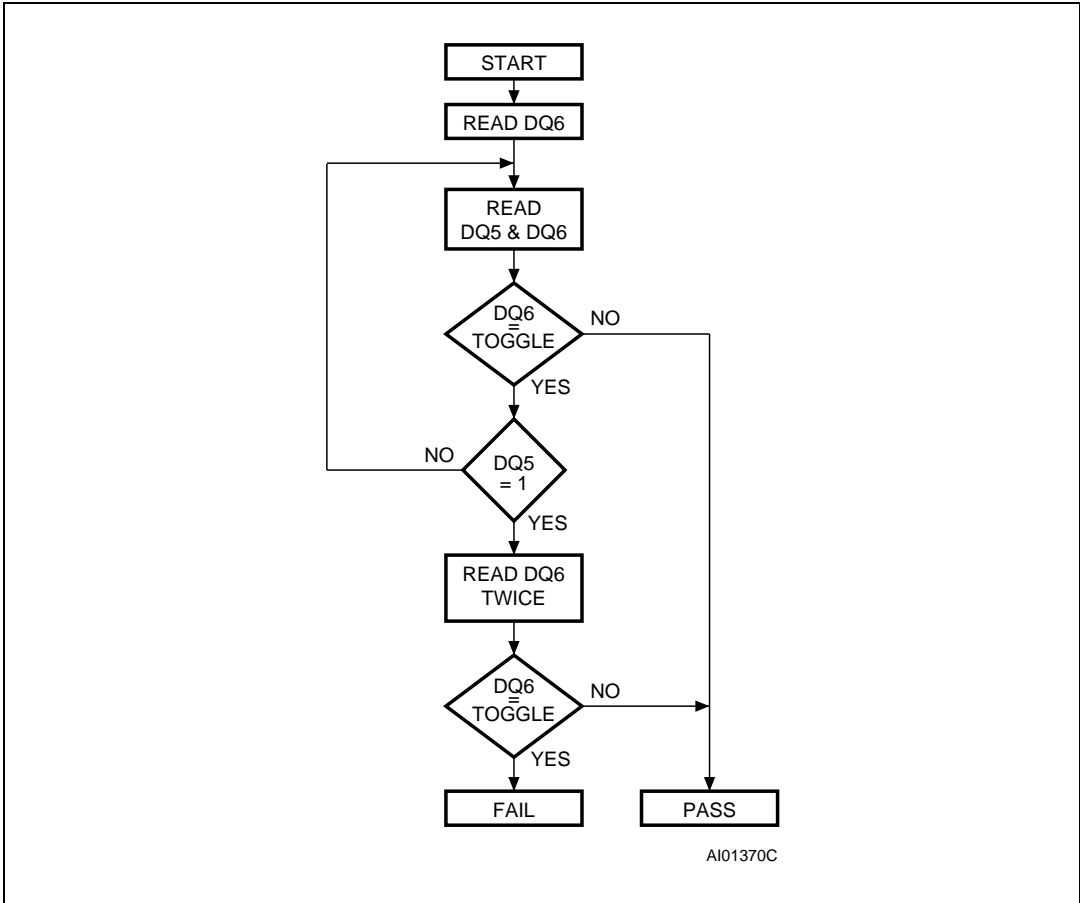 START
READ DQ6
READ
DQ5 & DQ6
DQ6
=
TOGGLE
NO
YES
NO
DQ5
= 1
YES
READ DQ6
TWICE
DQ6
=
TOGGLE
NO
YES
FAIL
PASS
AI01370C